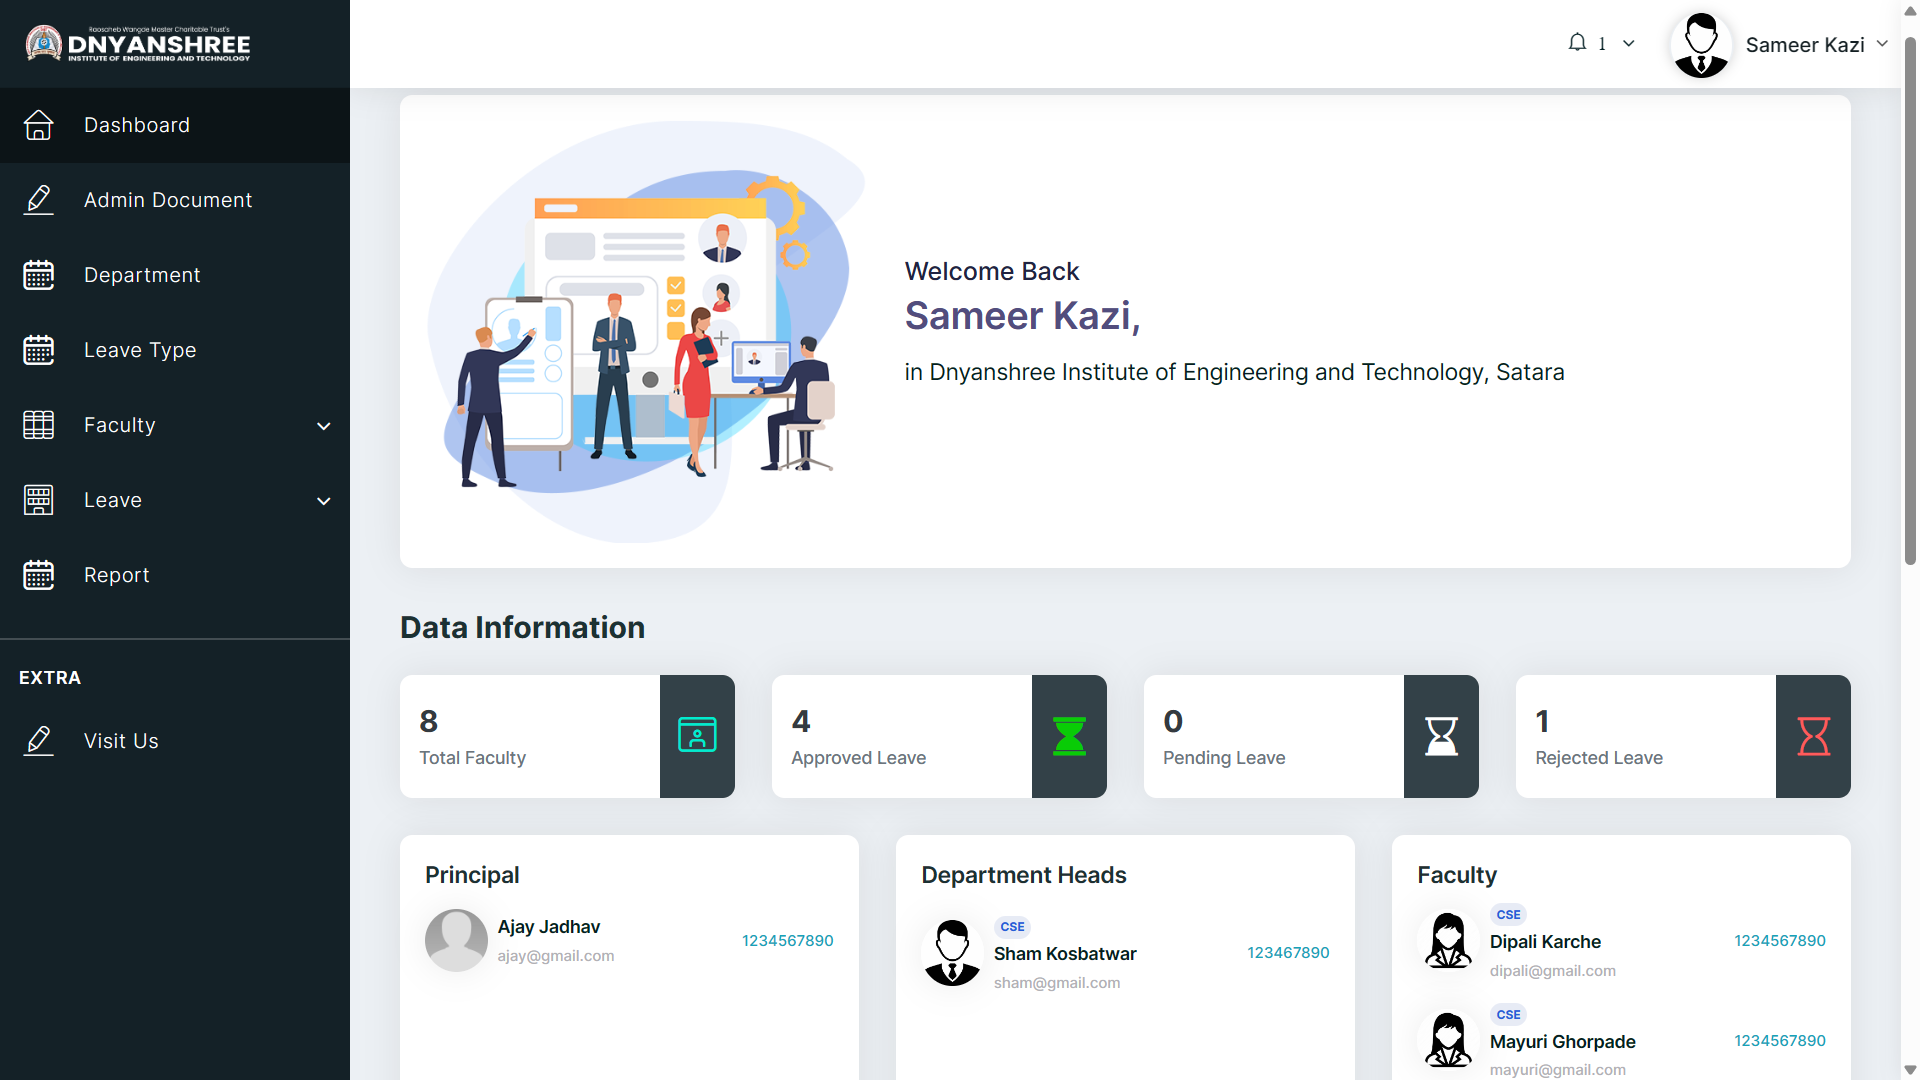 Raosaheb Wangde Master Charitable Trust's
DNYANSHREE
INSTITUTE OF ENGINEERING AND TECHNOLOGY
1
Sameer Kazi
Dashboard
Admin Document
Department
Leave Type
Faculty
Leave
Report
EXTRA
Visit Us
Welcome Back
Sameer Kazi,
in Dnyanshree Institute of Engineering and Technology, Satara
Data Information
8
Total Faculty
4
Approved Leave
0
Pending Leave
1
Rejected Leave
Principal
Ajay Jadhav
ajay@gmail.com
1234567890
Department Heads
CSE
Sham Kosbatwar
sham@gmail.com
123467890
Faculty
CSE
Dipali Karche
dipali@gmail.com
1234567890
CSE
Mayuri Ghorpade
mayuri@gmail.com
1234567890